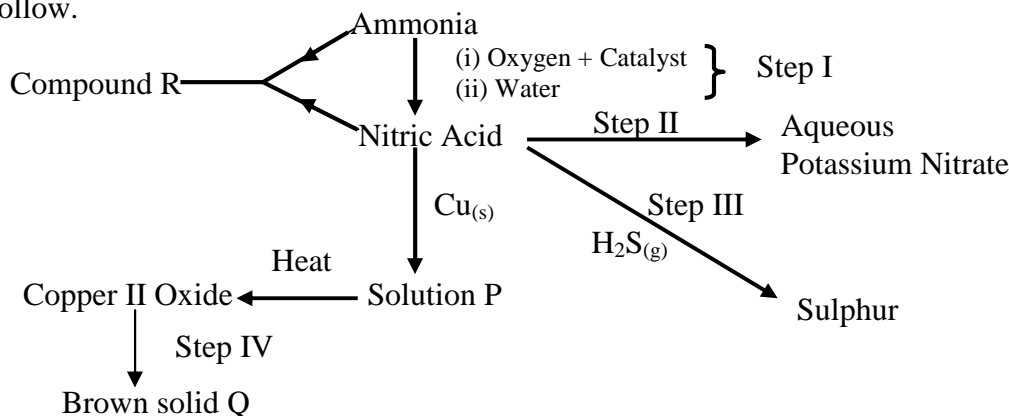 ollow.
Ammonia
(i) Oxygen + Catalyst
(ii) Water
Step I
Compound R
Nitric Acid
Step II
Aqueous
Potassium Nitrate
Cu(s)
Step III
H₂S(g)
Heat
Copper II Oxide
Solution P
Sulphur
Step IV
Brown solid Q